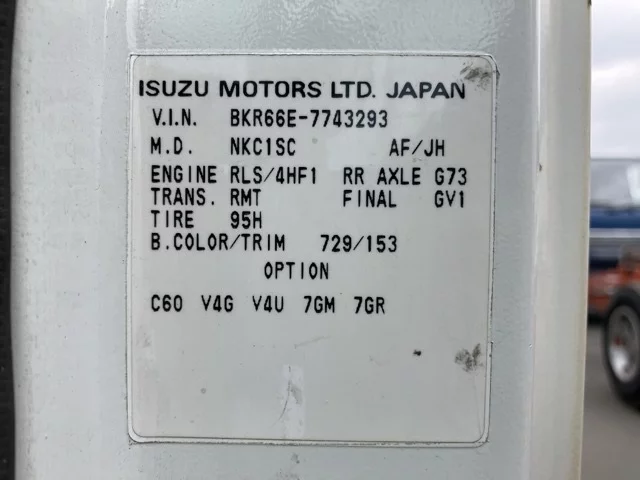 ISUZU MOTORS LTD. JAPAN
V.I.N. BKR66E-7743293
M.D. NKC1SC AF/JH
ENGINE RLS/4HF1 RR AXLE G73
TRANS. RMT FINAL GV1
TIRE 95H
B.COLOR/TRIM 729/153
OPTION
C60 V4G V4U 7GM 7GR